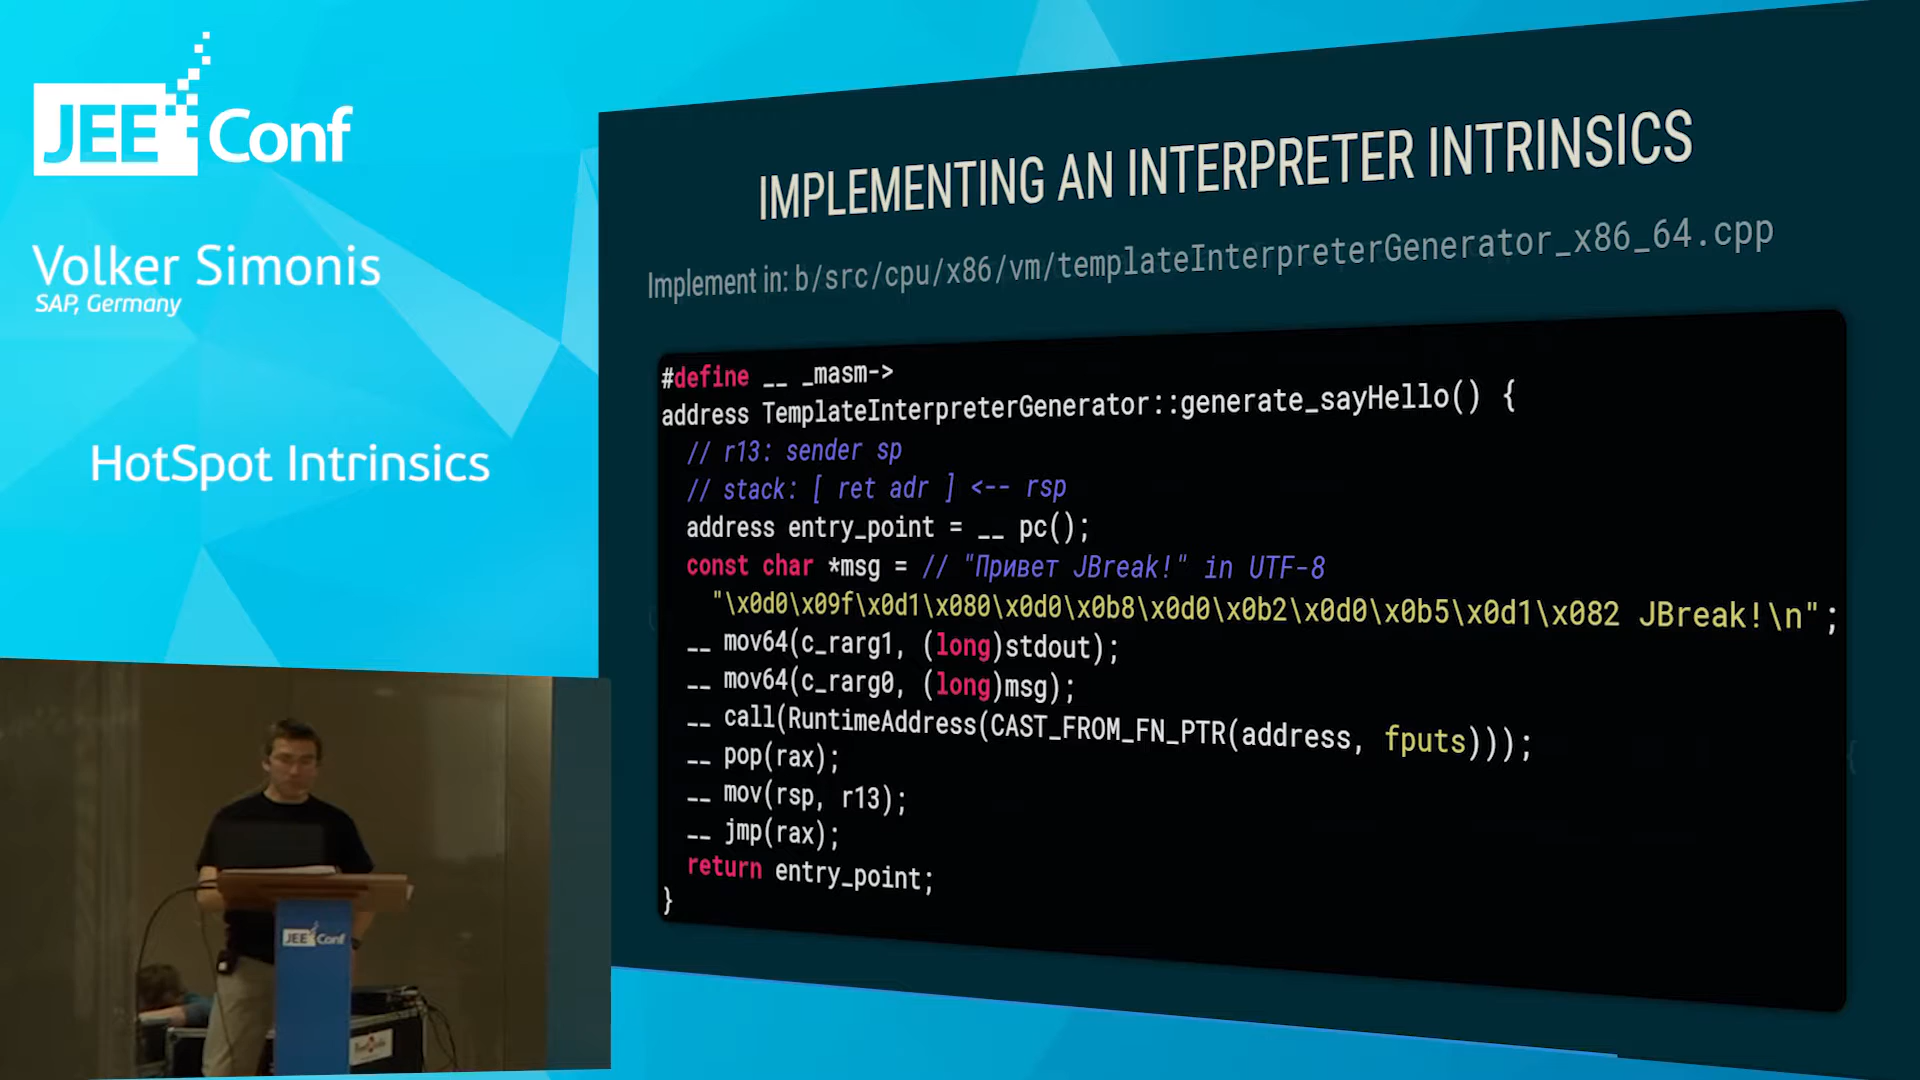 JEE Conf
Volker Simonis
SAP, Germany
HotSpot Intrinsics
IMPLEMENTING AN INTERPRETER INTRINSICS
Implement in: b/src/cpu/x86/vm/templateInterpreterGenerator_x86_64.cpp
#define __ _masm->
address TemplateInterpreterGenerator::generate_sayHello() {
// r13: sender sp
// stack: [ ret adr ] <-- rsp
address entry_point = __ pc();
const char *msg = // "Привет JBreak!" in UTF-8
"\x0d0\x09f\x0d1\x080\x0d0\x0b8\x0d0\x0b2\x0d0\x0b5\x0d1\x082 JBreak!\n";
__ mov64(c_rarg1, (long)stdout);
__ mov64(c_rarg0, (long)msg);
__ call(RuntimeAddress(CAST_FROM_FN_PTR(address, fputs)));
__ pop(rax);
__ mov(rsp, r13);
__ jmp(rax);
return entry_point;
}
JEE Conf